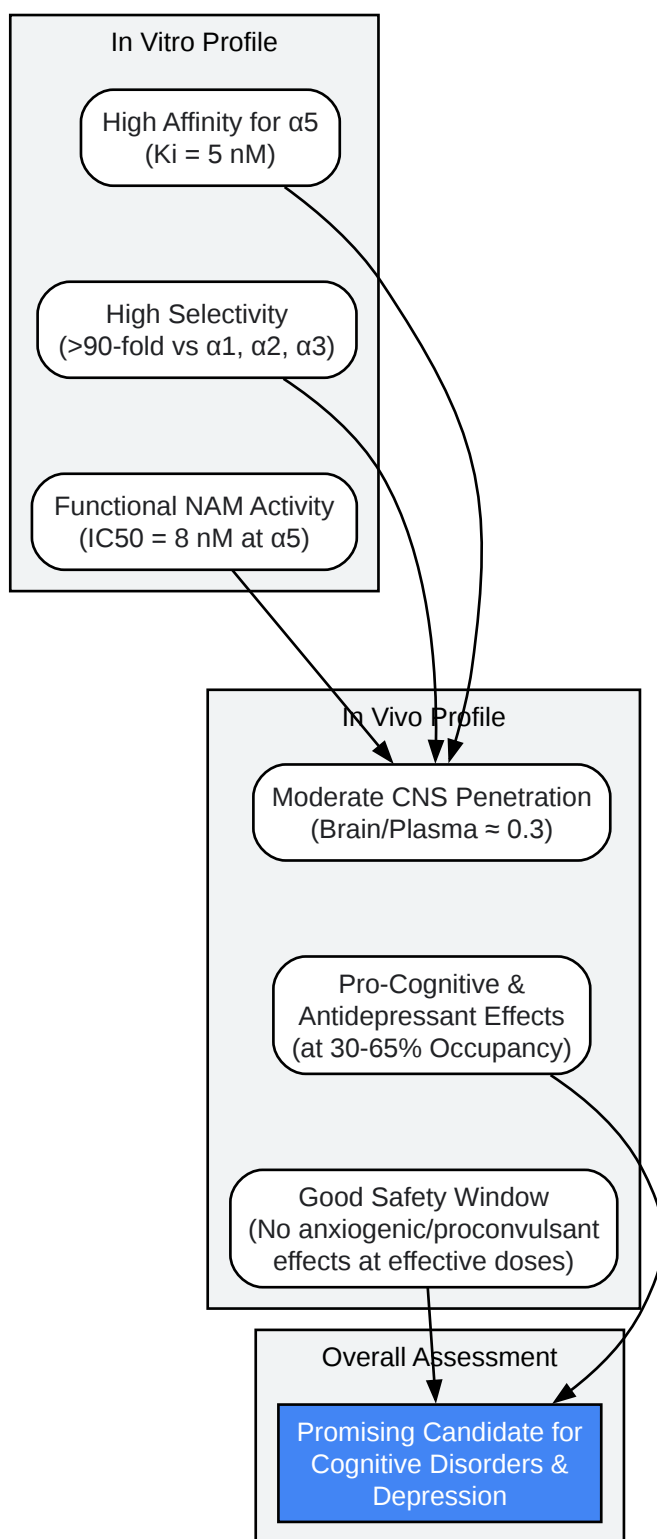 In Vitro Profile
High Affinity for α5
(Ki = 5 nM)
High Selectivity
(>90-fold vs α1, α2, α3)
Functional NAM Activity
(IC50 = 8 nM at α5)
In Vivo Profile
Moderate CNS Penetration
(Brain/Plasma ≈ 0.3)
Pro-Cognitive &
Antidepressant Effects
(at 30-65% Occupancy)
Good Safety Window
(No anxiogenic/proconvulsant
effects at effective doses)
Overall Assessment
Promising Candidate for
Cognitive Disorders &
Depression